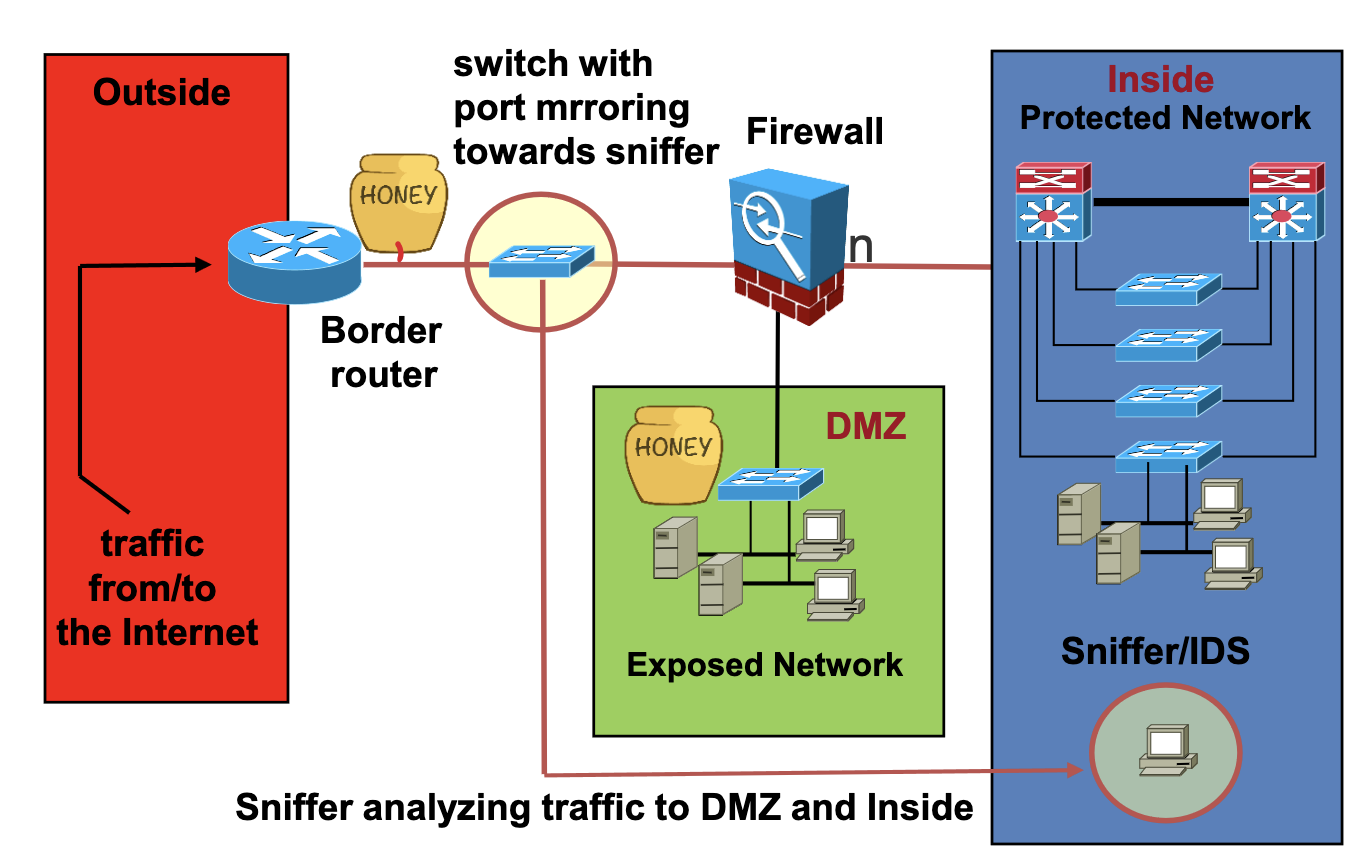 Outside
switch with
port mrroring
towards sniffer
Firewall
Inside
Protected Network
HONEY
n
Border
router
HONEY
DMZ
traffic
from/to
the Internet
Exposed Network
Sniffer/IDS
Sniffer analyzing traffic to DMZ and Inside